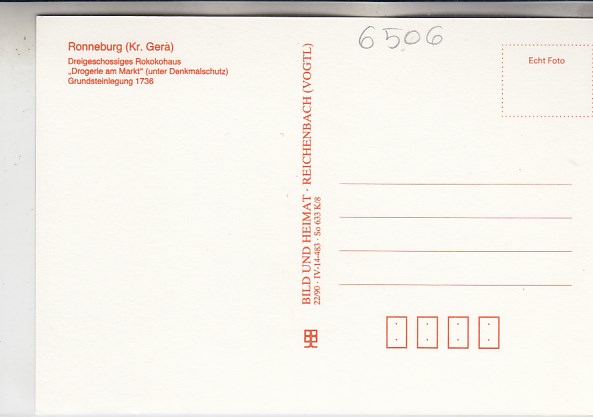 Ronneburg (Kr. Gera)
Dreigeschossiges Rokokohaus
„Drogerie am Markt" (unter Denkmalschutz)
Grundsteinlegung 1736
BILD UND HEIMAT · REICHENBACH (VOGTL)
22/90 · IV-14-483 · So 633 K/8
6506
Echt Foto